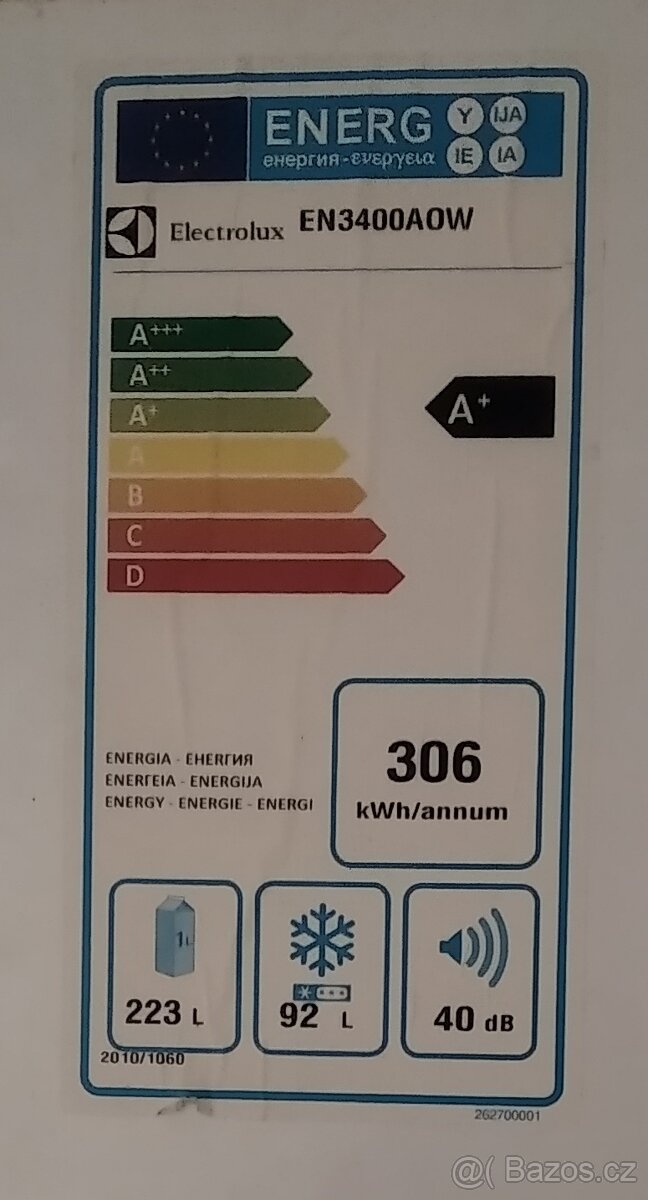 ENERG Y IJA
енергия-ενεργεια IE IA
Electrolux EN3400AOW
A+++
A++
A+
A+
A
B
C
D
306
kWh/annum
ENERGIA - ЕНЕРГИЯ
ΕΝΕΡΓΕΙΑ - ENERGIJA
ENERGY - ENERGIE - ENERGI
1L
223 L
92 L
40 dB
2010/1060
262700001
@( Bazos.cz